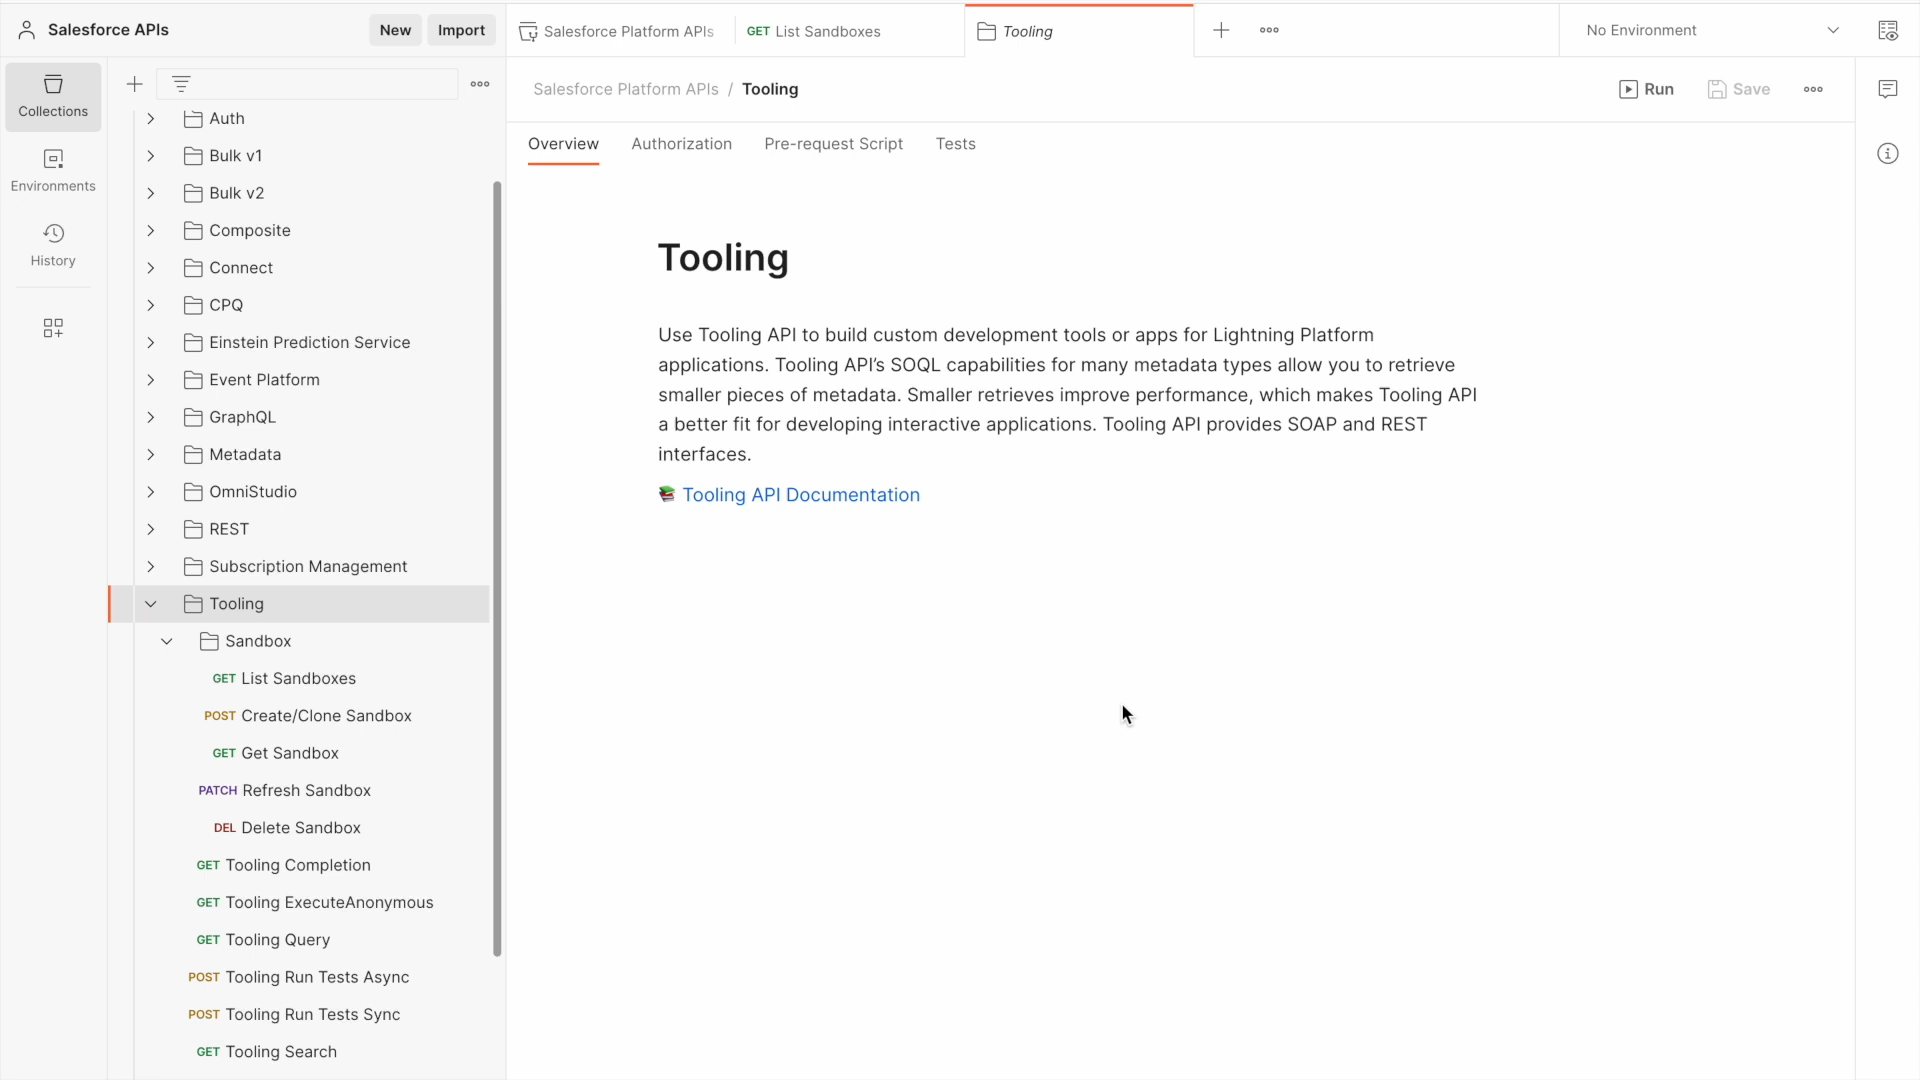 Salesforce APIs
New
Import
Salesforce Platform APIs
GET List Sandboxes
Tooling
No Environment
Collections
Environments
History
Auth
Bulk v1
Bulk v2
Composite
Connect
CPQ
Einstein Prediction Service
Event Platform
GraphQL
Metadata
OmniStudio
REST
Subscription Management
Tooling
Sandbox
GET List Sandboxes
POST Create/Clone Sandbox
GET Get Sandbox
PATCH Refresh Sandbox
DEL Delete Sandbox
GET Tooling Completion
GET Tooling ExecuteAnonymous
GET Tooling Query
POST Tooling Run Tests Async
POST Tooling Run Tests Sync
GET Tooling Search
Salesforce Platform APIs / Tooling
Run
Save
Overview
Authorization
Pre-request Script
Tests
Tooling
Use Tooling API to build custom development tools or apps for Lightning Platform
applications. Tooling API’s SOQL capabilities for many metadata types allow you to retrieve
smaller pieces of metadata. Smaller retrieves improve performance, which makes Tooling API
a better fit for developing interactive applications. Tooling API provides SOAP and REST
interfaces.
📚 Tooling API Documentation